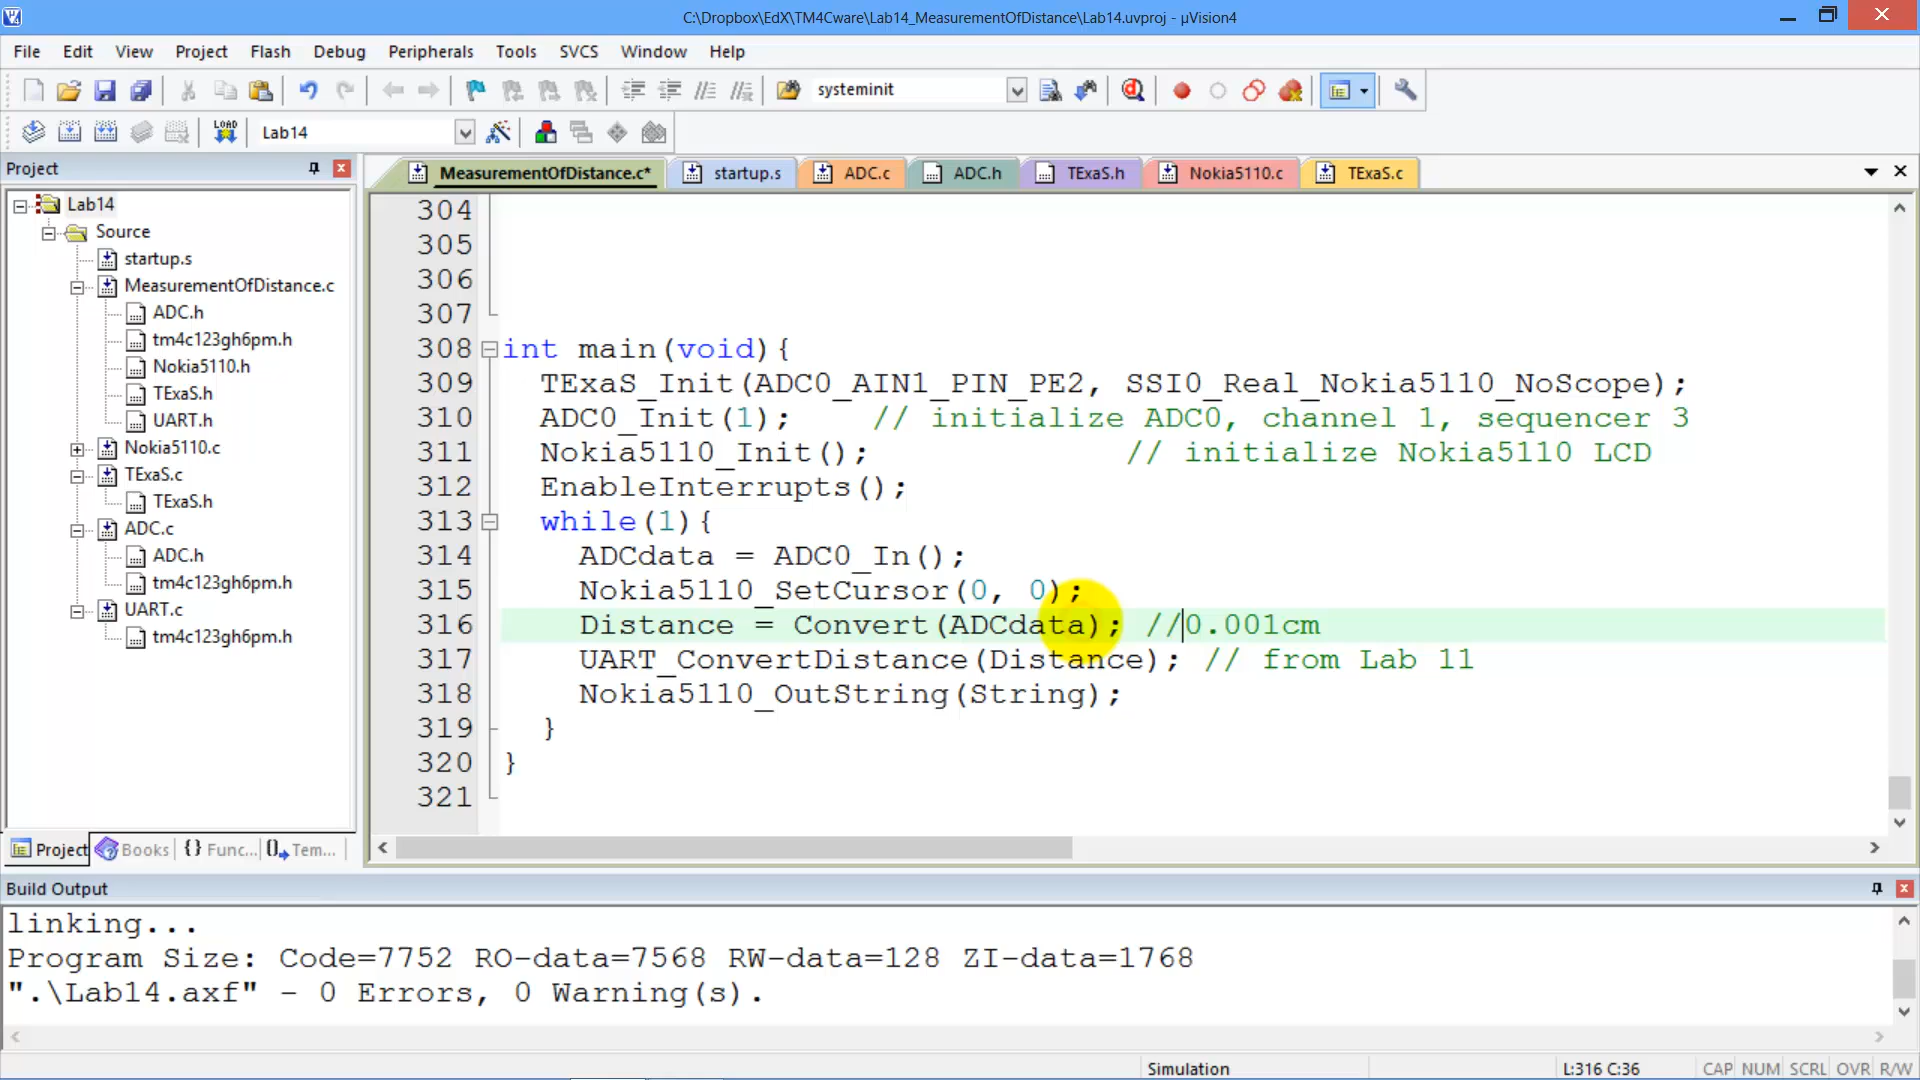 C:\Dropbox\EdX\TM4Cware\Lab14_MeasurementOfDistance\Lab14.uvproj - µVision4
File Edit View Project Flash Debug Peripherals Tools SVCS Window Help
systeminit
LOAD Lab14
Project
MeasurementOfDistance.c* startup.s ADC.c ADC.h TExaS.h Nokia5110.c TExaS.c
Lab14
Source
startup.s
MeasurementOfDistance.c
ADC.h
tm4c123gh6pm.h
Nokia5110.h
TExaS.h
UART.h
Nokia5110.c
TExaS.c
TExaS.h
ADC.c
ADC.h
tm4c123gh6pm.h
UART.c
tm4c123gh6pm.h
Project Books {} Func... Tem...
304
305
306
307
308 int main(void){
309 TExaS_Init(ADC0_AIN1_PIN_PE2, SSI0_Real_Nokia5110_NoScope);
310 ADC0_Init(1); // initialize ADC0, channel 1, sequencer 3
311 Nokia5110_Init(); // initialize Nokia5110 LCD
312 EnableInterrupts();
313 while(1){
314 ADCdata = ADC0_In();
315 Nokia5110_SetCursor(0, 0);
316 Distance = Convert(ADCdata); //0.001cm
317 UART_ConvertDistance(Distance); // from Lab 11
318 Nokia5110_OutString(String);
319 }
320 }
321
Build Output
linking...
Program Size: Code=7752 RO-data=7568 RW-data=128 ZI-data=1768
".\Lab14.axf" - 0 Errors, 0 Warning(s).
Simulation L:316 C:36 CAP NUM SCRL OVR R/W